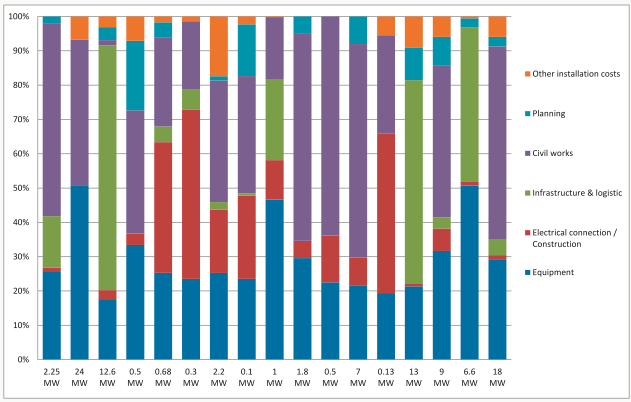 100%
90%
80%
70%
60%
50%
40%
30%
20%
10%
0%
2.25 24 12.6 0.5 0.68 0.3 2.2 0.1 1 1.8 0.5 7 0.13 13 9 6.6 18
MW MW MW MW MW MW MW MW MW MW MW MW MW MW MW MW MW
Other installation costs
Planning
Civil works
Infrastructure & logistic
Electrical connection /
Construction
Equipment